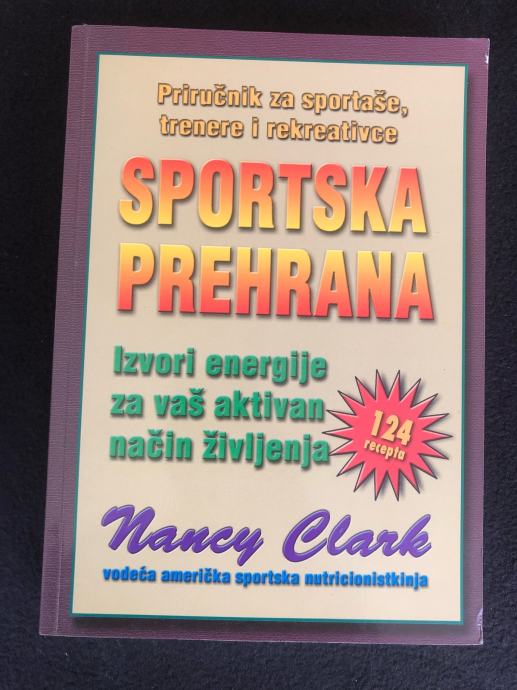 Priručnik za sportaše,
trenere i rekreativce
SPORTSKA
PREHRANA
Izvori energije
za vaš aktivan
način življenja
124
recepta
Nancy Clark
vodeća američka sportska nutricionistkinja